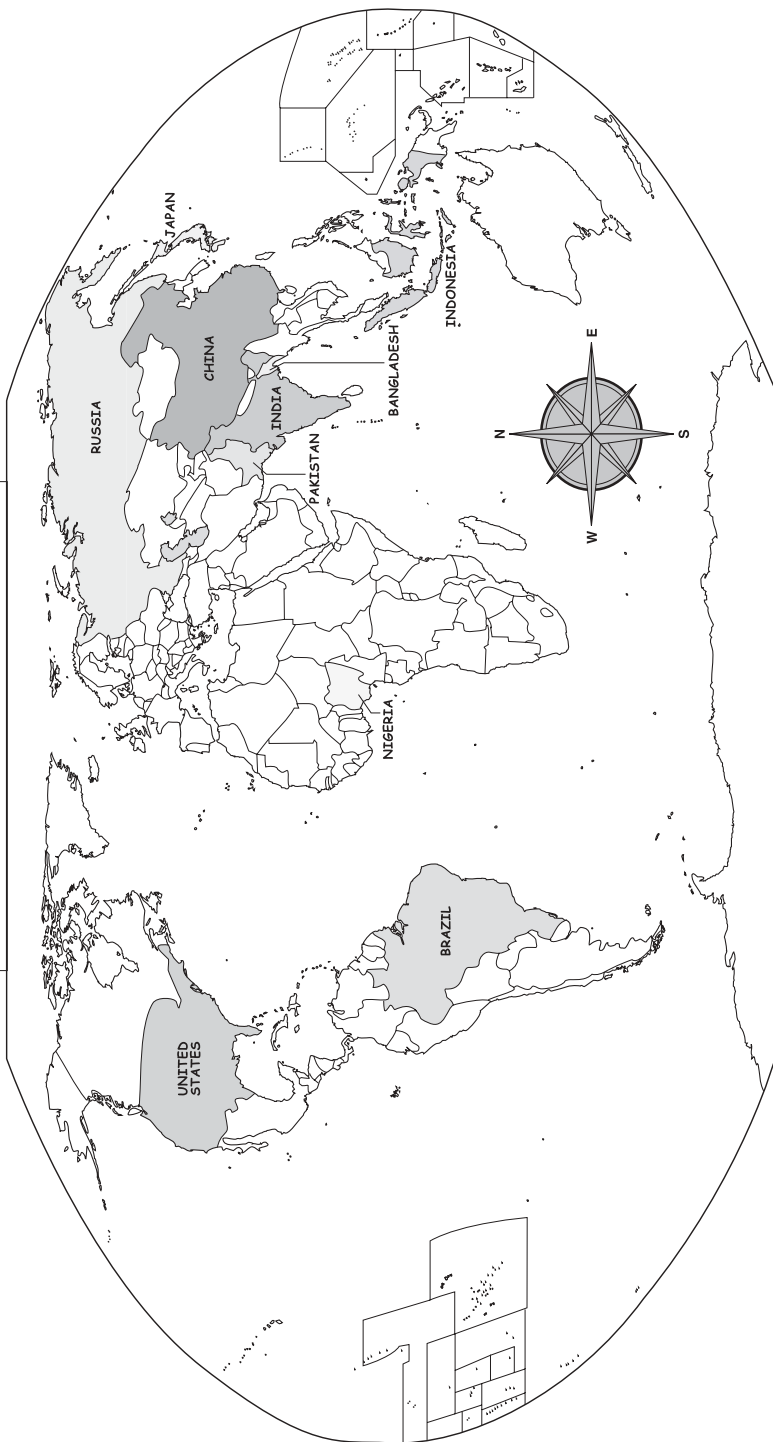 RUSSIA
JAPAN
CHINA
INDIA
BANGLADESH
INDONESIA
PAKISTAN
NIGERIA
UNITED
STATES
BRAZIL
N
E
S
W